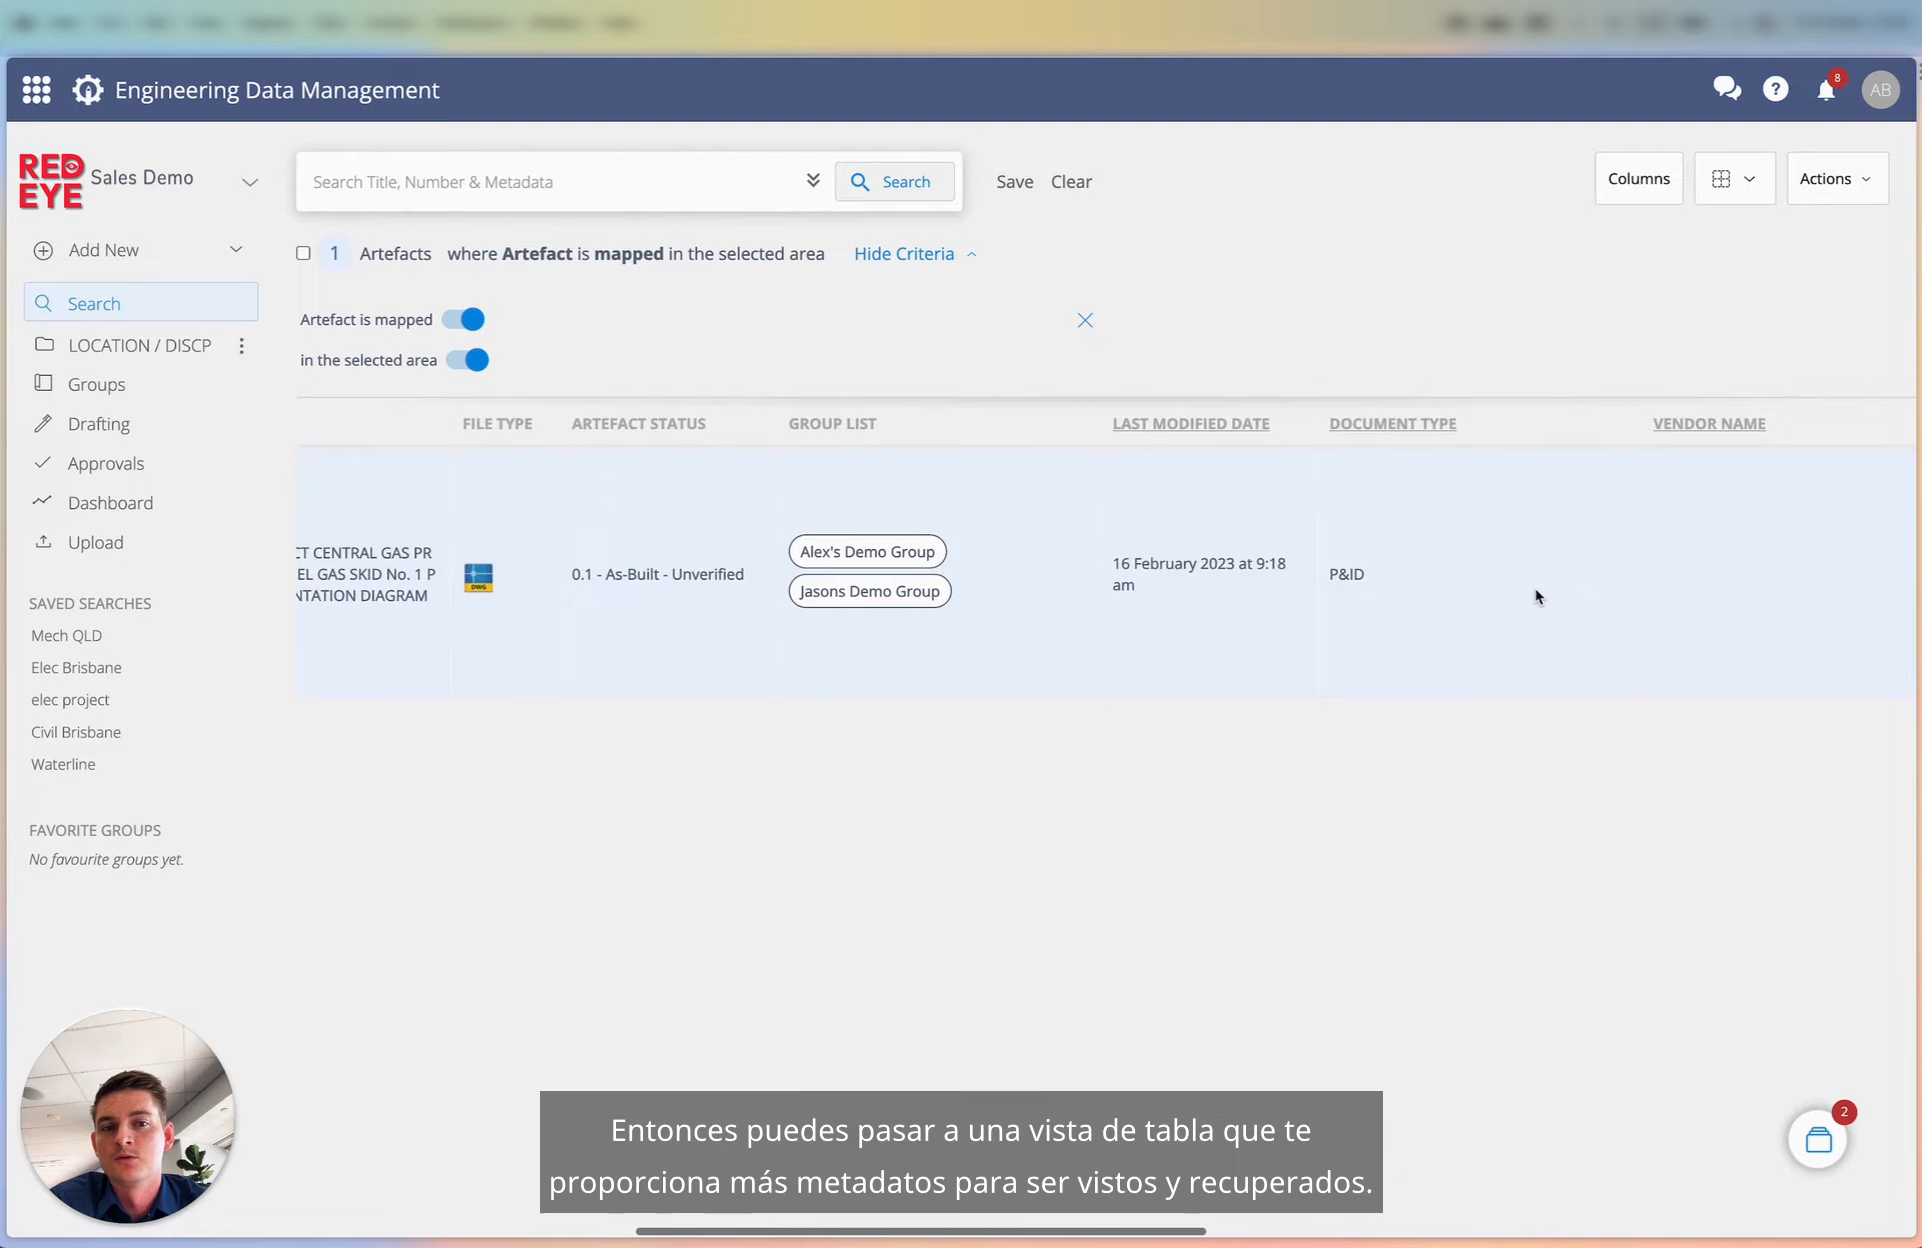 Engineering Data Management
8
AB
RED
EYE
Sales Demo
Search Title, Number & Metadata
Search
Save
Clear
Columns
Actions
Add New
Search
LOCATION / DISCP
Groups
Drafting
Approvals
Dashboard
Upload
SAVED SEARCHES
Mech QLD
Elec Brisbane
elec project
Civil Brisbane
Waterline
FAVORITE GROUPS
No favourite groups yet.
1 Artefacts where Artefact is mapped in the selected area Hide Criteria
Artefact is mapped
in the selected area
FILE TYPE ARTEFACT STATUS GROUP LIST LAST MODIFIED DATE DOCUMENT TYPE VENDOR NAME
CT CENTRAL GAS PR
EL GAS SKID No. 1 P
NTATION DIAGRAM
DWG
0.1 - As-Built - Unverified
Alex's Demo Group
Jasons Demo Group
16 February 2023 at 9:18
am
P&ID
2
Entonces puedes pasar a una vista de tabla que te
proporciona más metadatos para ser vistos y recuperados.